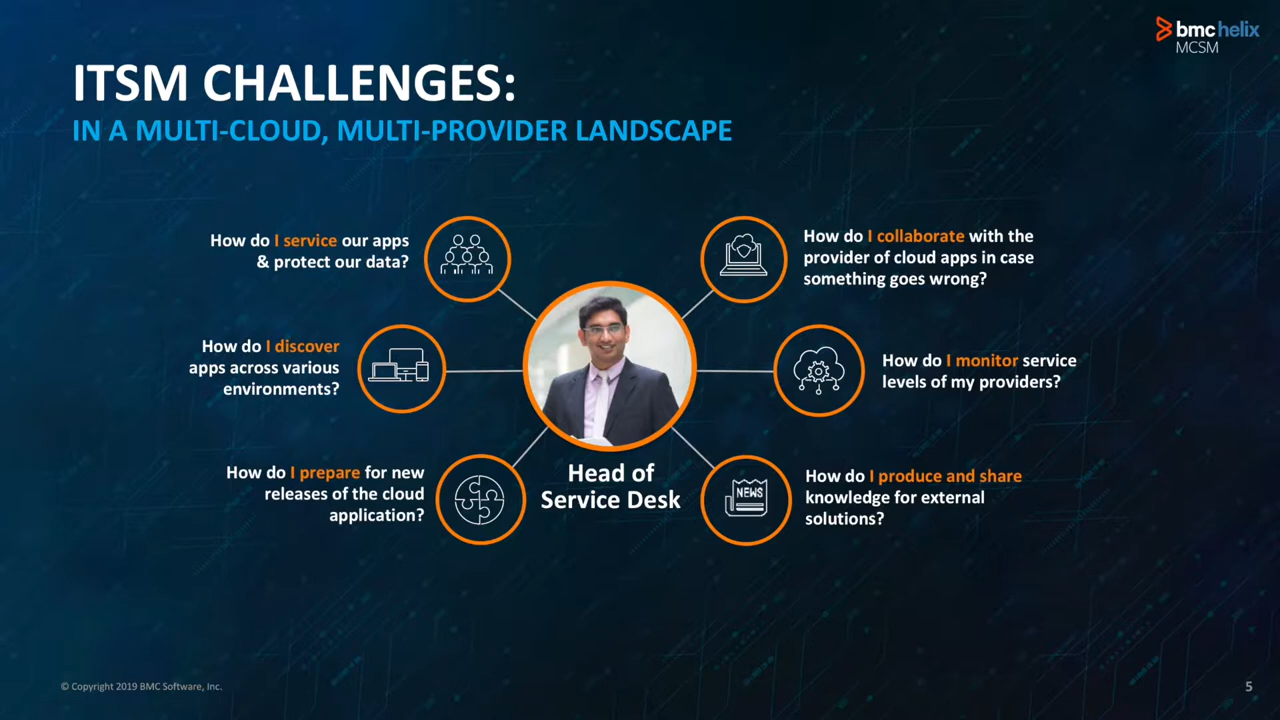 bmchelix
MCSM
ITSM CHALLENGES:
IN A MULTI-CLOUD, MULTI-PROVIDER LANDSCAPE
How do I service our apps
& protect our data?
How do I discover
apps across various
environments?
How do I prepare for new
releases of the cloud
application?
Head of
Service Desk
How do I collaborate with the
provider of cloud apps in case
something goes wrong?
How do I monitor service
levels of my providers?
NEWS
How do I produce and share
knowledge for external
solutions?
© Copyright 2019 BMC Software, Inc.
5